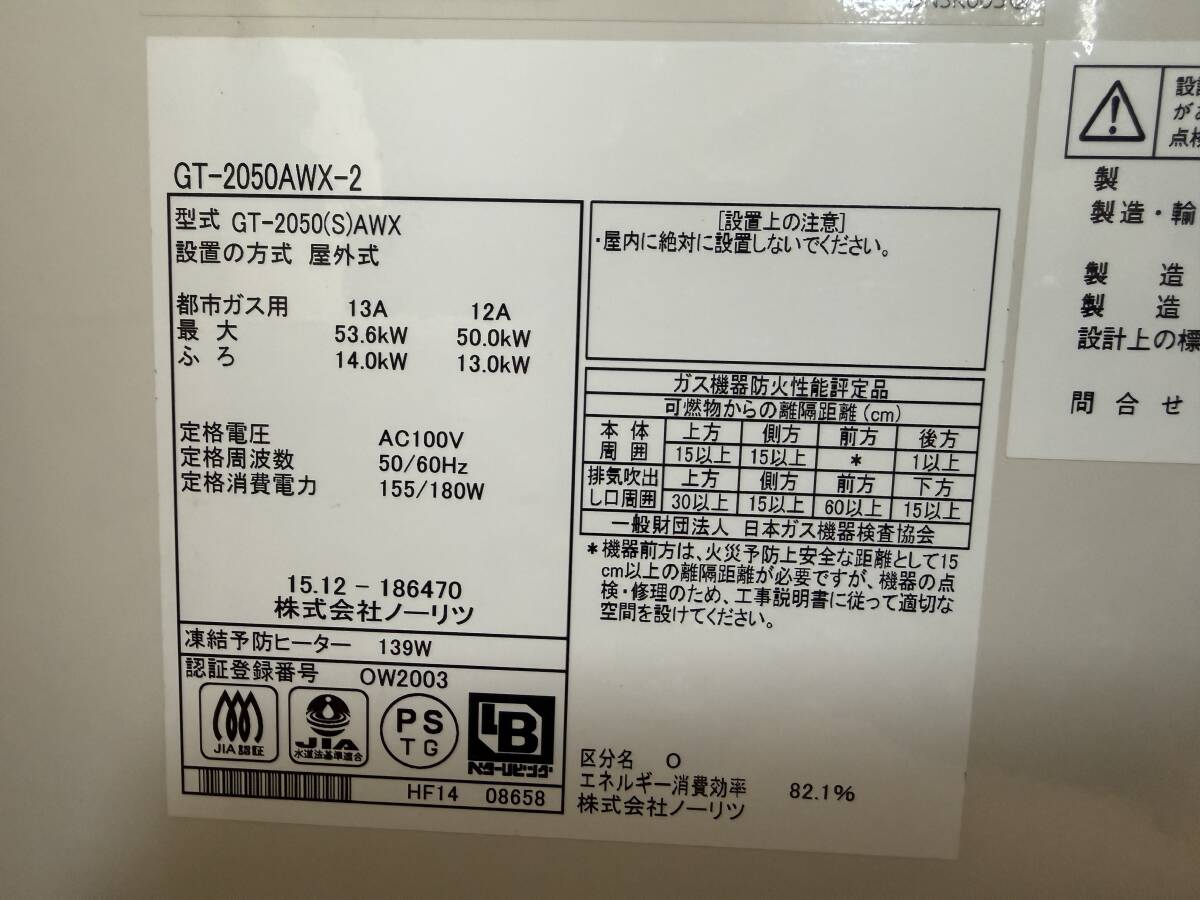 GT-2050AWX-2
型式 GT-2050(S)AWX
設置の方式 屋外式
都市ガス用 13A 12A
最大 53.6kW 50.0kW
ふろ 14.0kW 13.0kW
定格電圧 AC100V
定格周波数 50/60Hz
定格消費電力 155/180W
15.12 - 186470
株式会社ノーリツ
凍結予防ヒーター 139W
認証登録番号 OW2003
JIA認証
JIA
水道法基準適合
PS
TG
LB
ベターリビング
HF14 08658
[設置上の注意]
・屋内に絶対に設置しないでください。
ガス機器防火性能評定品
可燃物からの離隔距離(cm)
本体周囲 上方 側方 前方 後方
15以上 15以上 * 1以上
排気吹出し口周囲 上方 側方 前方 下方
30以上 15以上 60以上 15以上
一般財団法人 日本ガス機器検査協会
*機器前方は、火災予防上安全な距離として15
cm以上の離隔距離が必要ですが、機器の点
検・修理のため、工事説明書に従って適切な
空間を設けてください。
区分名 O
エネルギー消費効率 82.1%
株式会社ノーリツ
設
が
点検
製
製造・輸
製造
製造
設計上の標
問合せ